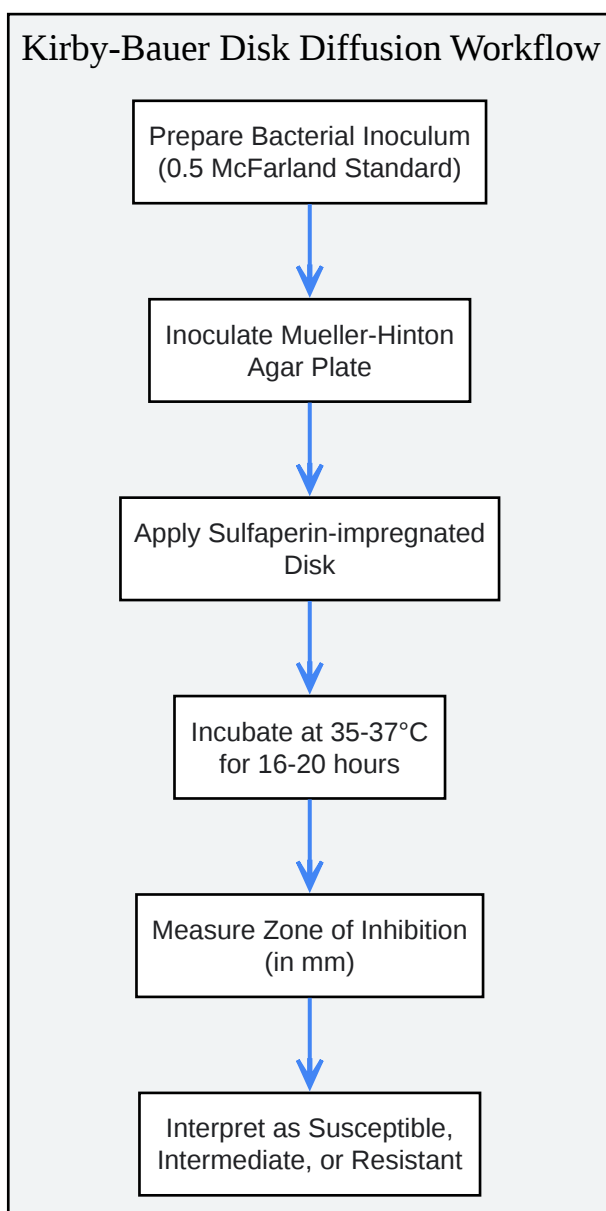 Kirby-Bauer Disk Diffusion Workflow
Prepare Bacterial Inoculum
(0.5 McFarland Standard)
Inoculate Mueller-Hinton
Agar Plate
Apply Sulfaperin-impregnated
Disk
Incubate at 35-37°C
for 16-20 hours
Measure Zone of Inhibition
(in mm)
Interpret as Susceptible,
Intermediate, or Resistant